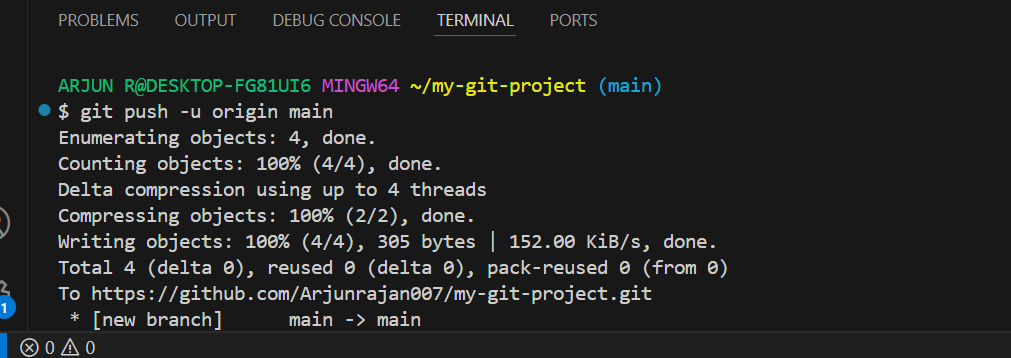 PROBLEMS OUTPUT DEBUG CONSOLE TERMINAL PORTS
ARJUN R@DESKTOP-FG81UI6 MINGW64 ~/my-git-project (main)
$ git push -u origin main
Enumerating objects: 4, done.
Counting objects: 100% (4/4), done.
Delta compression using up to 4 threads
Compressing objects: 100% (2/2), done.
Writing objects: 100% (4/4), 305 bytes | 152.00 KiB/s, done.
Total 4 (delta 0), reused 0 (delta 0), pack-reused 0 (from 0)
To https://github.com/Arjunrajan007/my-git-project.git
 * [new branch]      main -> main
1
0 0